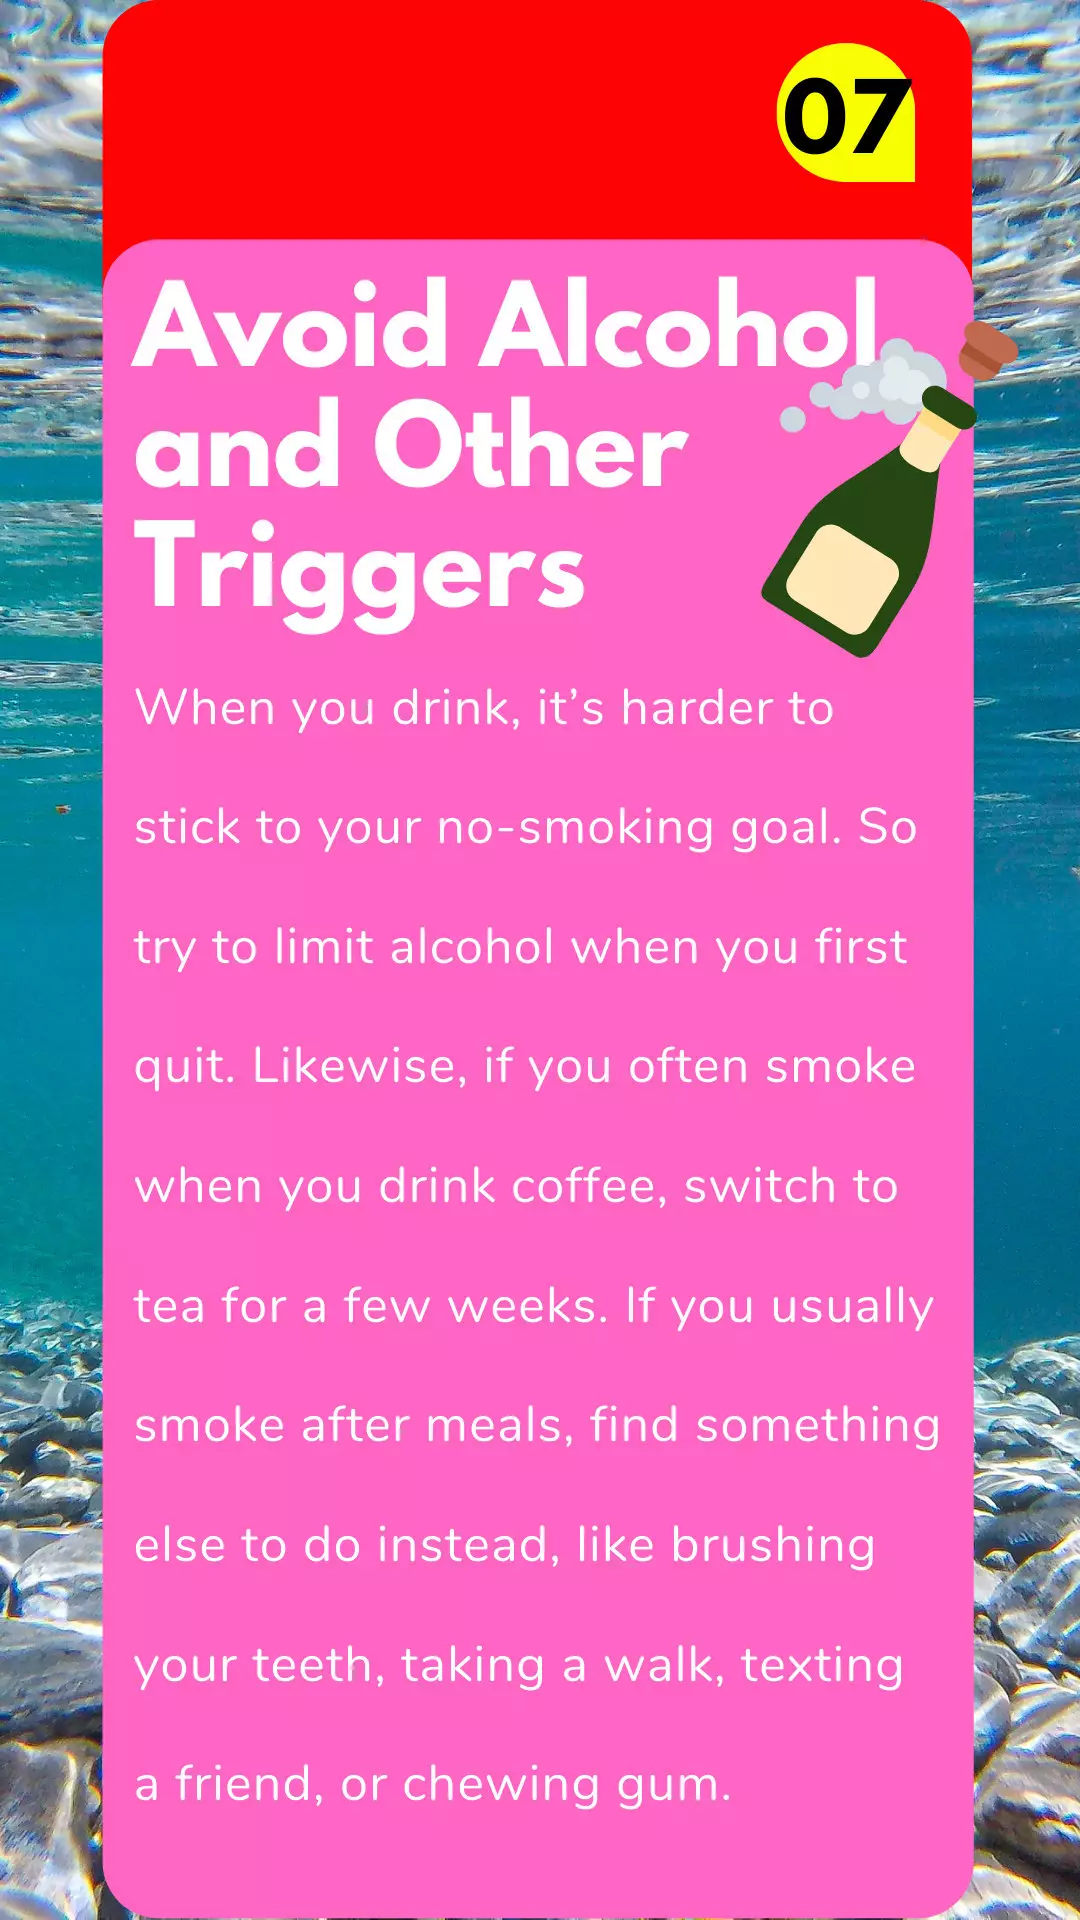 07
Avoid Alcohol
and Other
Triggers
When you drink, it’s harder to
stick to your no-smoking goal. So
try to limit alcohol when you first
quit. Likewise, if you often smoke
when you drink coffee, switch to
tea for a few weeks. If you usually
smoke after meals, find something
else to do instead, like brushing
your teeth, taking a walk, texting
a friend, or chewing gum.